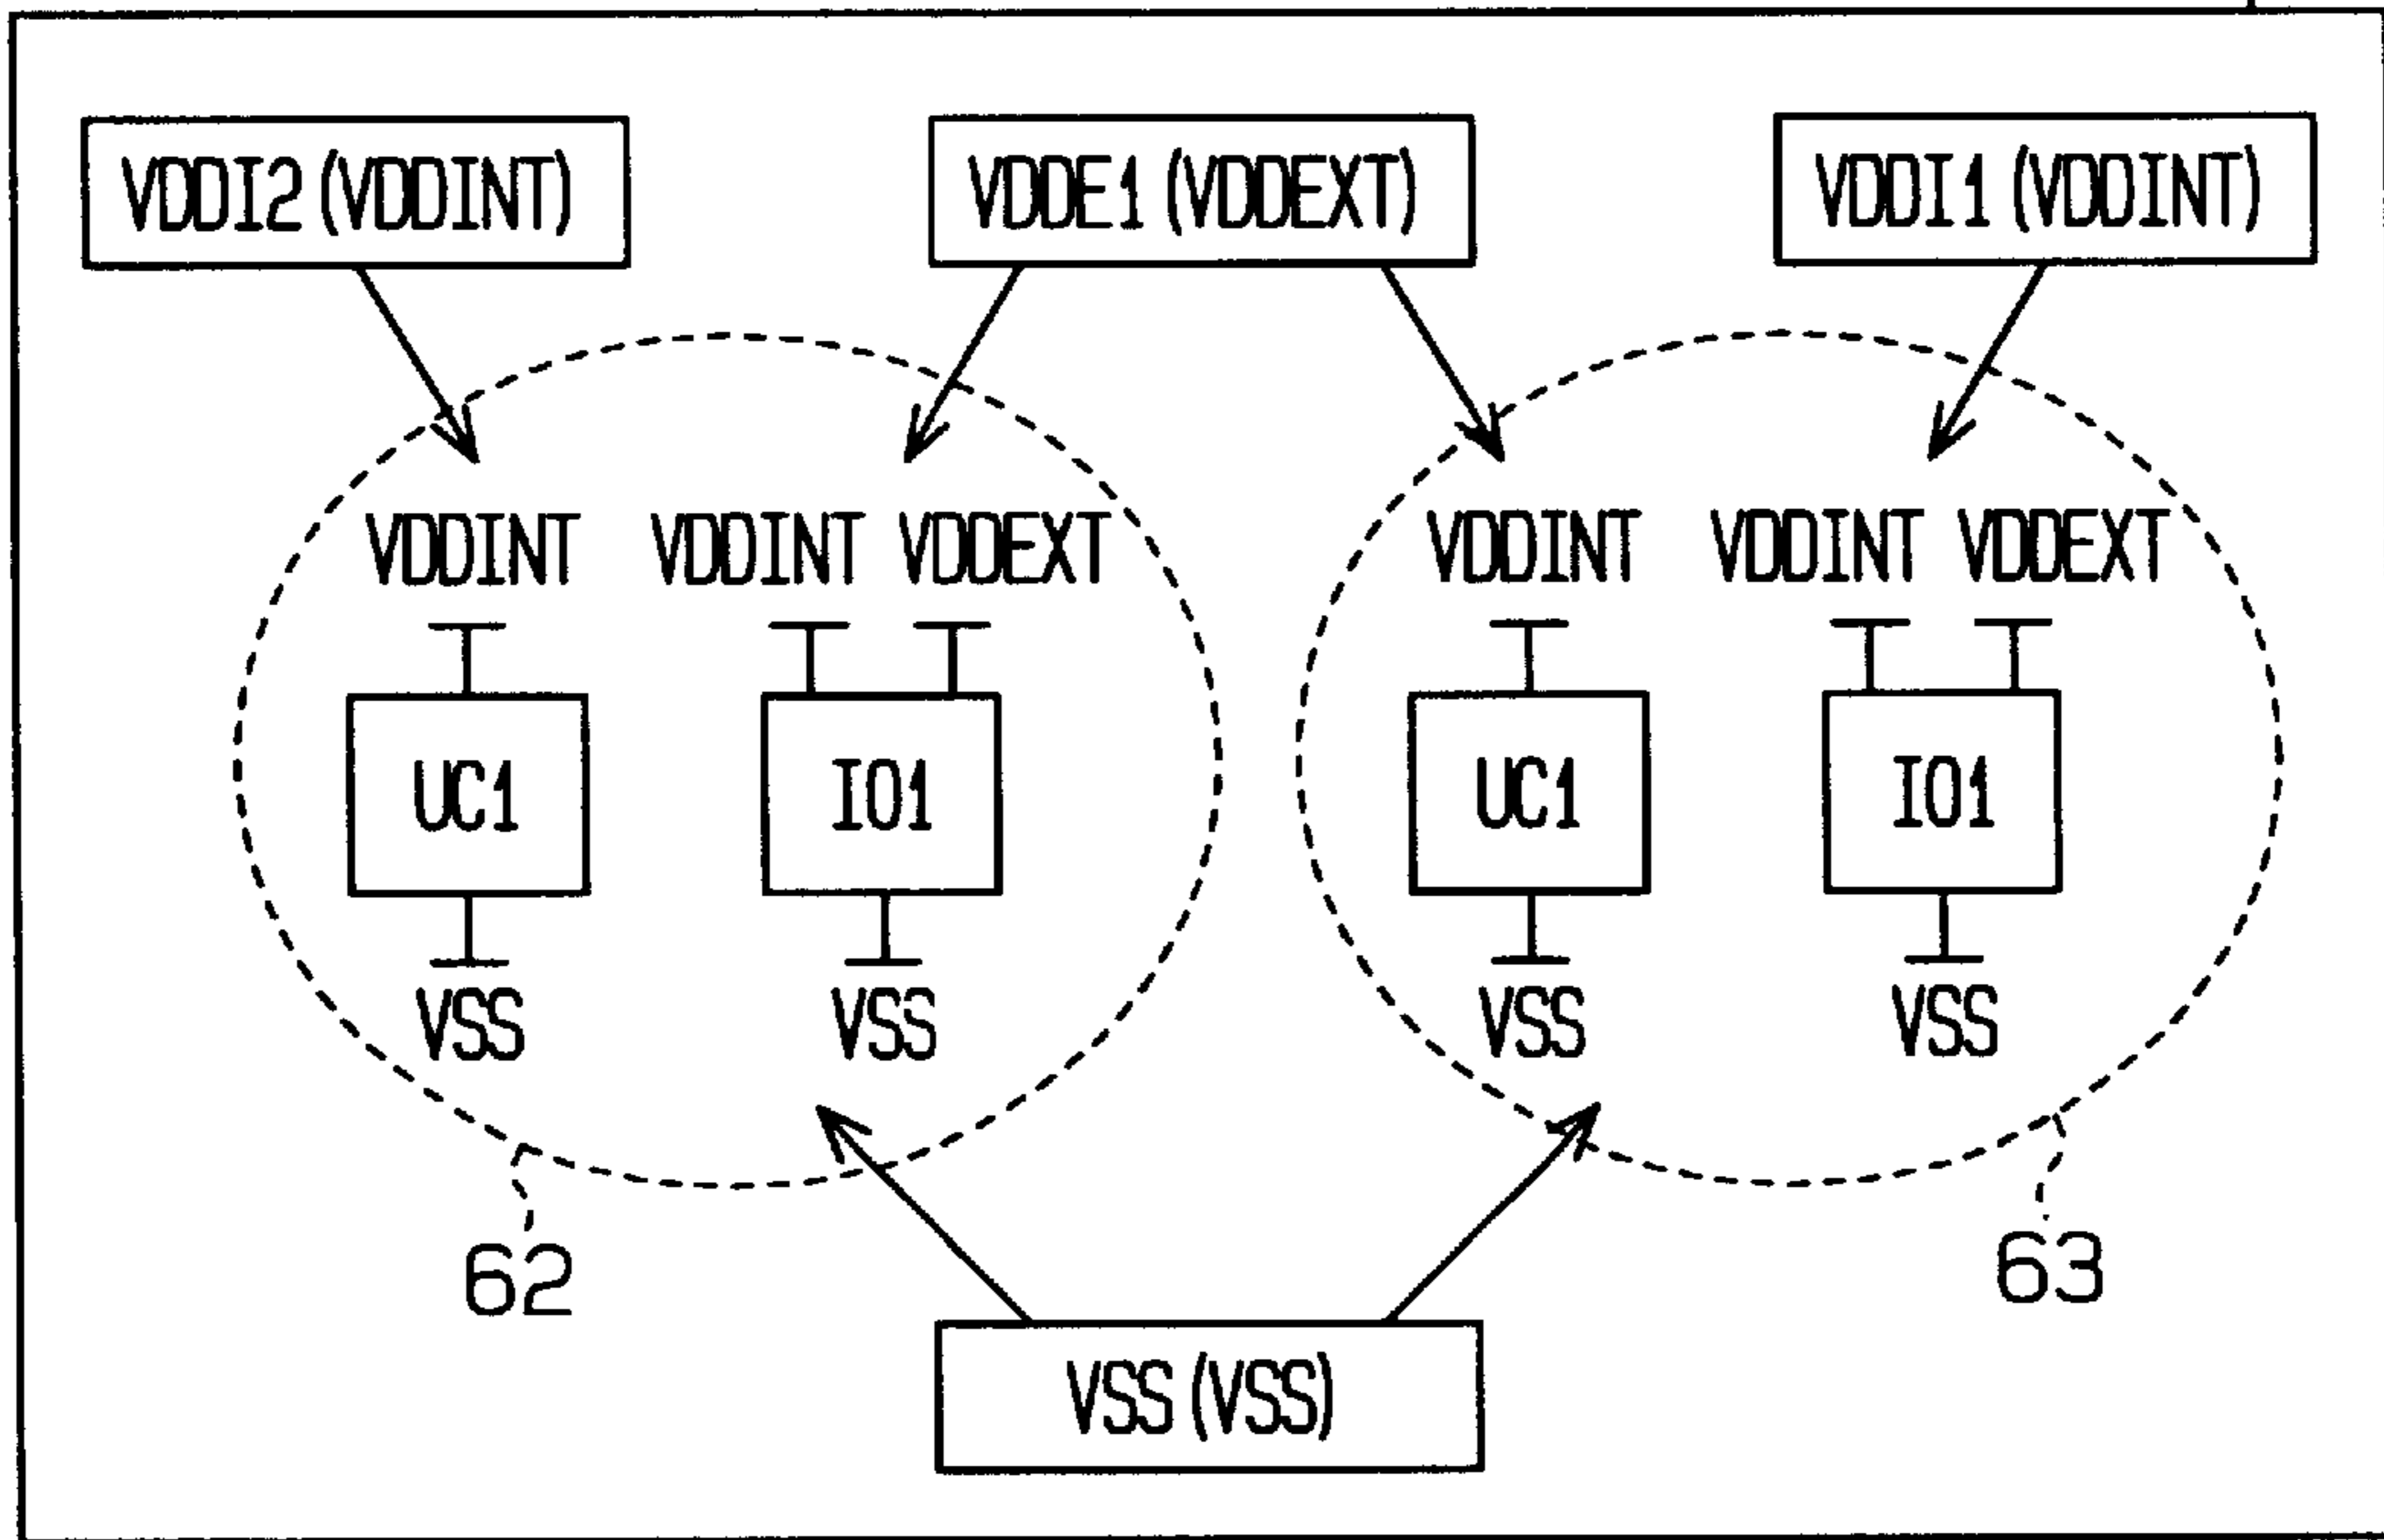 VDDI2 (VDDINT) VDDE1 (VDDEXT) VDDI1 (VDDINT)
VDDINT VDDINT VDDEXT VDDINT VDDINT VDDEXT
UC1 IO1 UC1 IO1
VSS VSS VSS VSS
62 63
VSS (VSS)